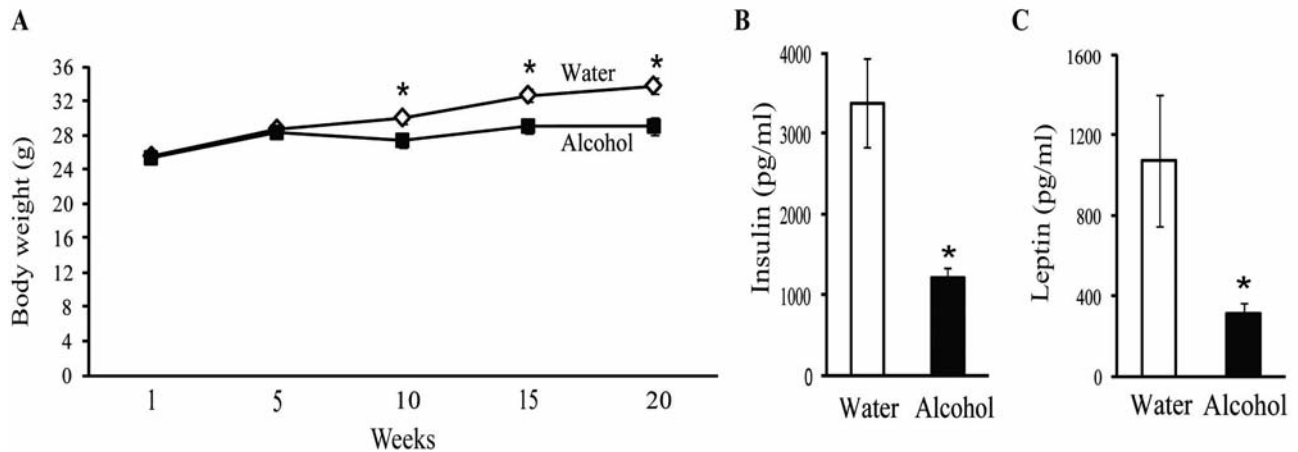 A
Body weight (g)
36
32
28
24
20
16
12
8
4
0
*
*
*
Water
Alcohol
1 5 10 15 20
Weeks
B
Insulin (pg/ml)
4000
3000
2000
1000
0
*
Water Alcohol
C
Leptin (pg/ml)
1600
1200
800
400
0
*
Water Alcohol